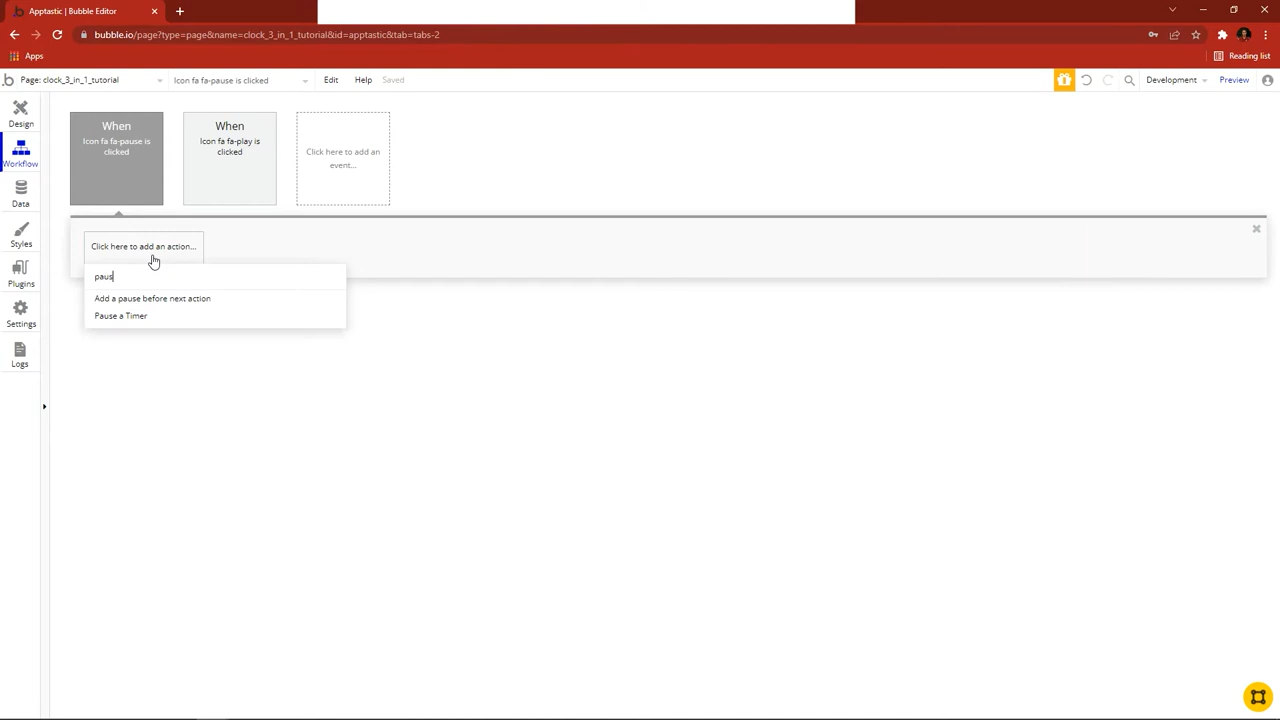 Apptastic | Bubble Editor
bubble.io/page?type=page&name=clock_3_in_1_tutorial&id=apptastic&tab=tabs-2
Apps
Reading list
Page: clock_3_in_1_tutorial
Icon fa fa-pause is clicked
Edit
Help
Saved
Development
Preview
Design
Workflow
Data
Styles
Plugins
Settings
Logs
When
Icon fa fa-pause is
clicked
When
Icon fa fa-play is
clicked
Click here to add an
event...
Click here to add an action...
paus
Add a pause before next action
Pause a Timer